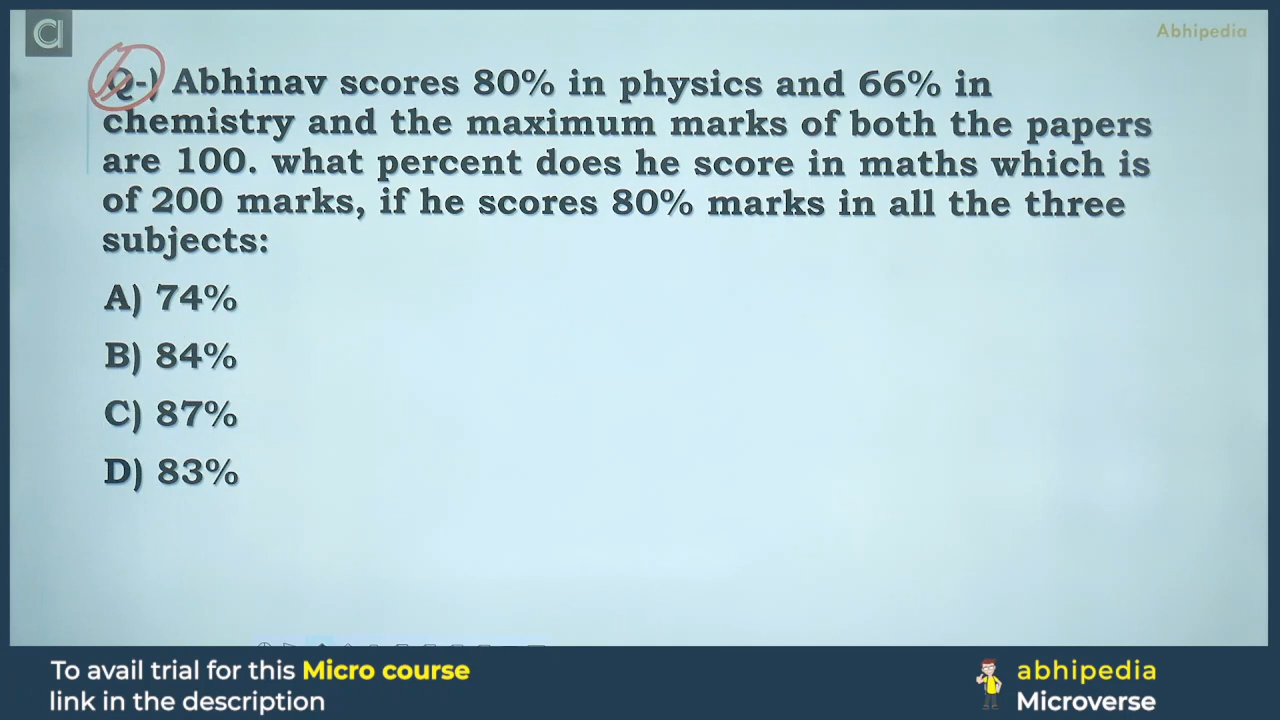 Abhipedia
Q-) Abhinav scores 80% in physics and 66% in
chemistry and the maximum marks of both the papers
are 100. what percent does he score in maths which is
of 200 marks, if he scores 80% marks in all the three
subjects:
A) 74%
B) 84%
C) 87%
D) 83%
To avail trial for this Micro course
link in the description
abhipedia
Microverse